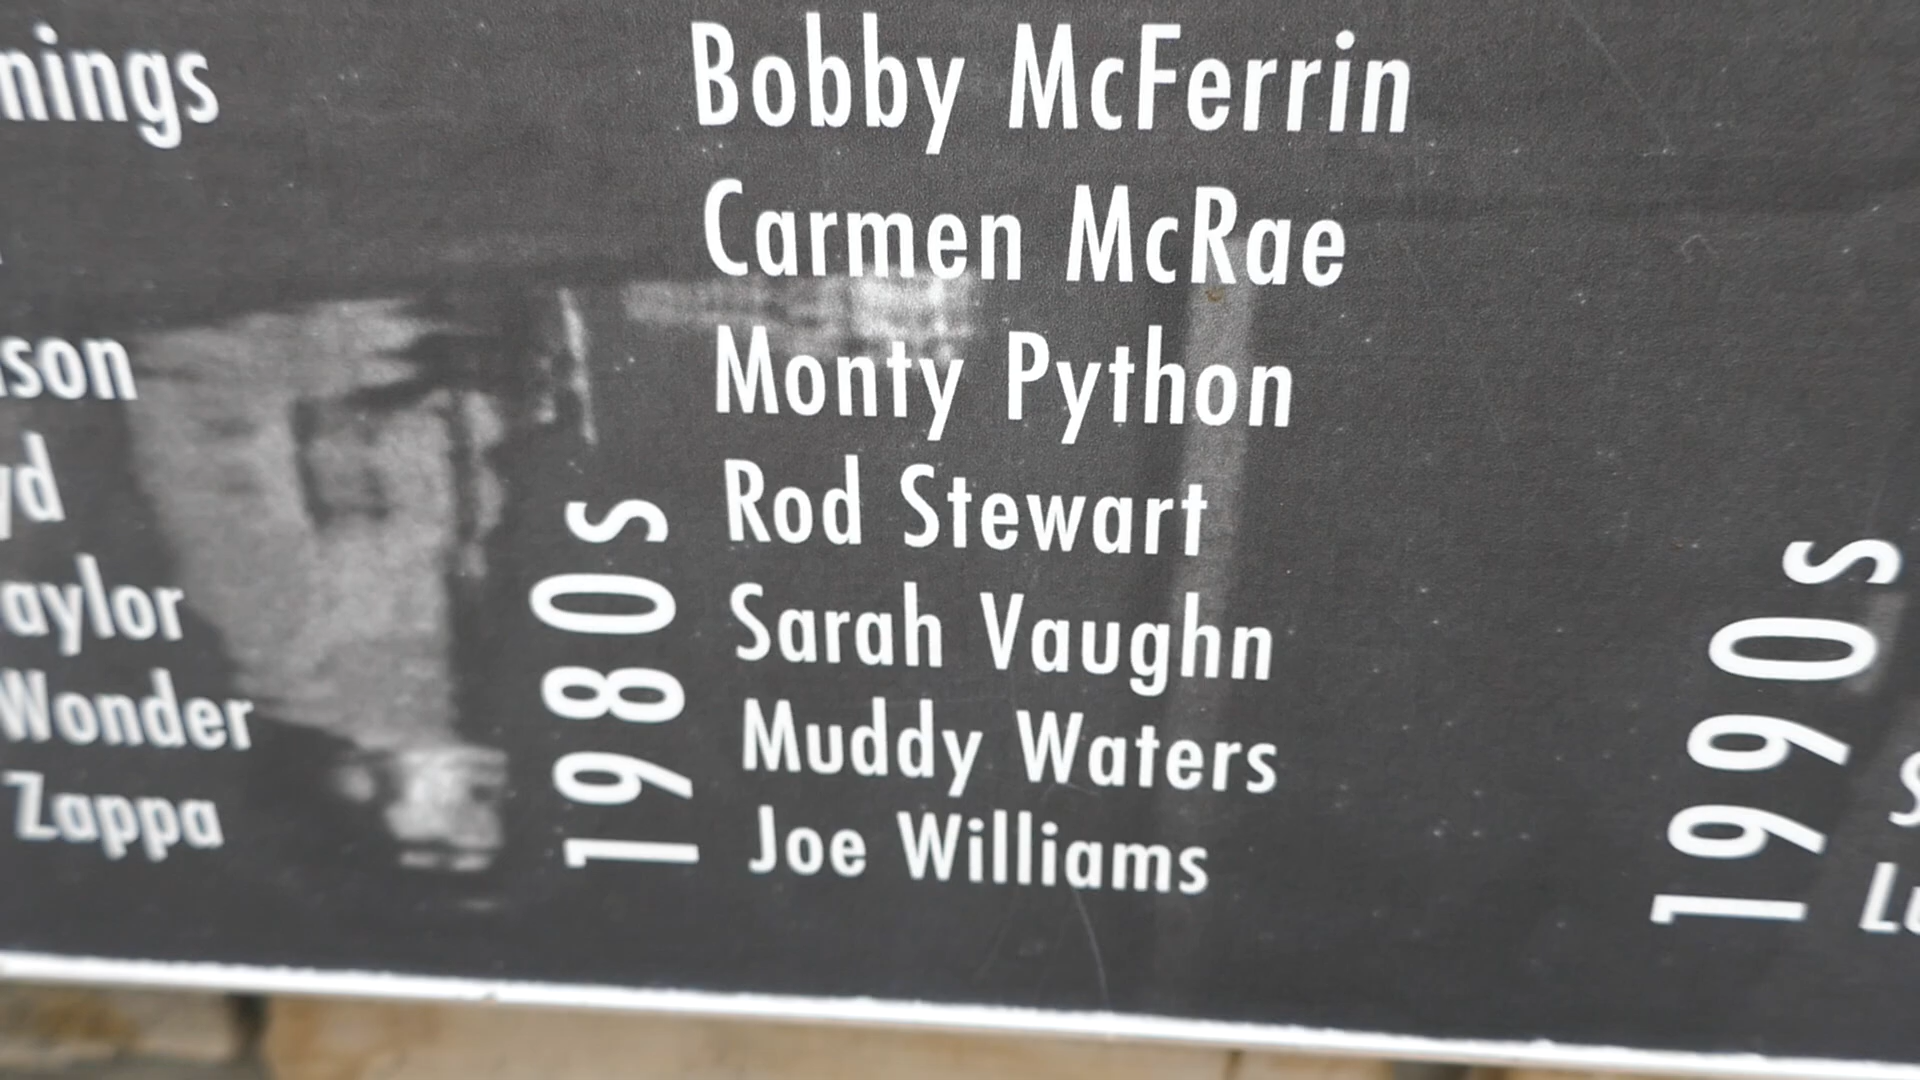 Bobby McFerrin
Carmen McRae
Monty Python
Rod Stewart
Sarah Vaughn
Muddy Waters
Joe Williams
1980s
1990s
nings
son
yd
aylor
Wonder
Zappa